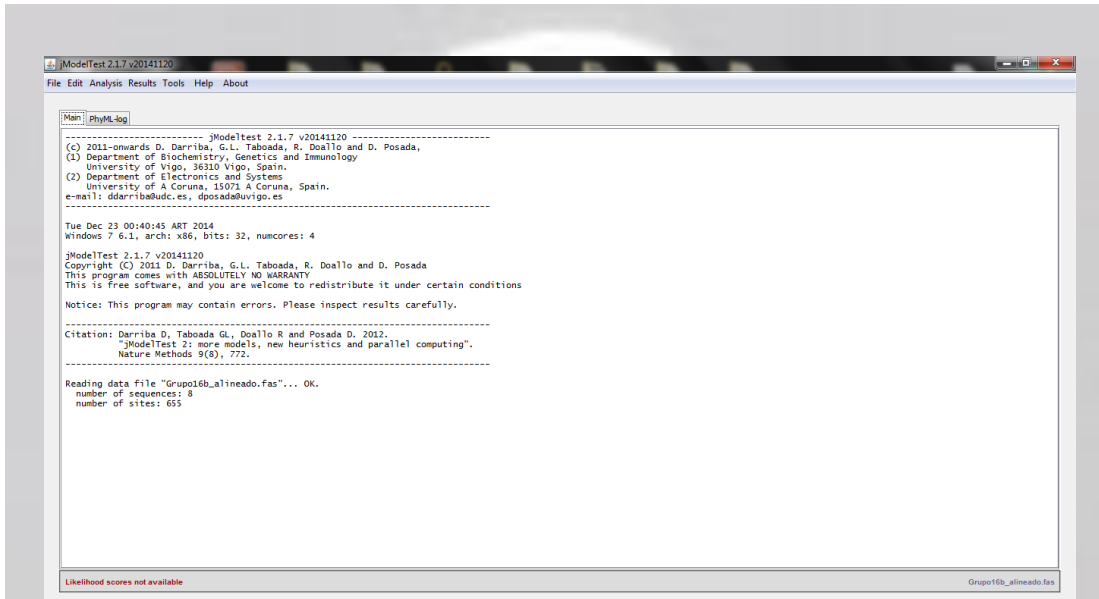 jModelTest 2.1.7 v20141120
File Edit Analysis Results Tools Help About
Main PhyML-log
-------------------------- jModeltest 2.1.7 v20141120 --------------------------
(c) 2011-onwards D. Darriba, G.L. Taboada, R. Doallo and D. Posada,
(1) Department of Biochemistry, Genetics and Immunology
University of Vigo, 36310 Vigo, Spain.
(2) Department of Electronics and Systems
University of A Coruna, 15071 A Coruna, Spain.
e-mail: ddarriba@udc.es, dposada@uvigo.es
--------------------------------------------------------------------------------
Tue Dec 23 00:40:45 ART 2014
Windows 7 6.1, arch: x86, bits: 32, numcores: 4
jModelTest 2.1.7 v20141120
Copyright (C) 2011 D. Darriba, G.L. Taboada, R. Doallo and D. Posada
This program comes with ABSOLUTELY NO WARRANTY
This is free software, and you are welcome to redistribute it under certain conditions
Notice: This program may contain errors. Please inspect results carefully.
--------------------------------------------------------------------------------
Citation: Darriba D, Taboada GL, Doallo R and Posada D. 2012.
"jModelTest 2: more models, new heuristics and parallel computing".
Nature Methods 9(8), 772.
--------------------------------------------------------------------------------
Reading data file "Grupo16b_alineado.fas"... OK.
number of sequences: 8
number of sites: 655
Likelihood scores not available Grupo16b_alineado.fas